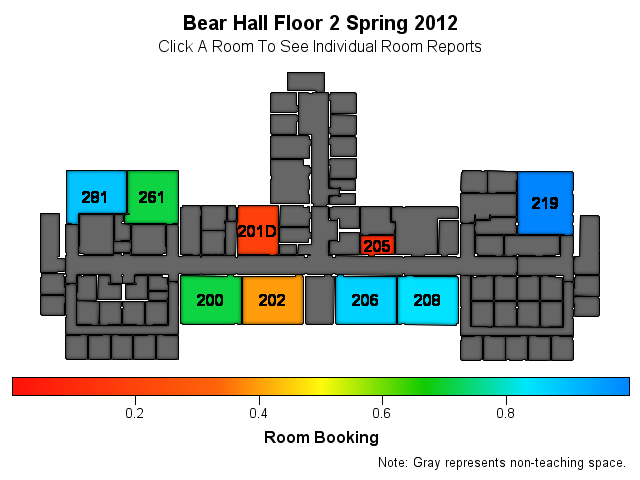 Bear Hall Floor 2 Spring 2012
Click A Room To See Individual Room Reports
281
261
219
201D
205
200
202
206
208
0.2 0.4 0.6 0.8
Room Booking
Note: Gray represents non-teaching space.